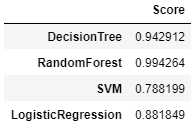 Score
DecisionTree 0.942912
RandomForest 0.994264
SVM 0.788199
LogisticRegression 0.881849